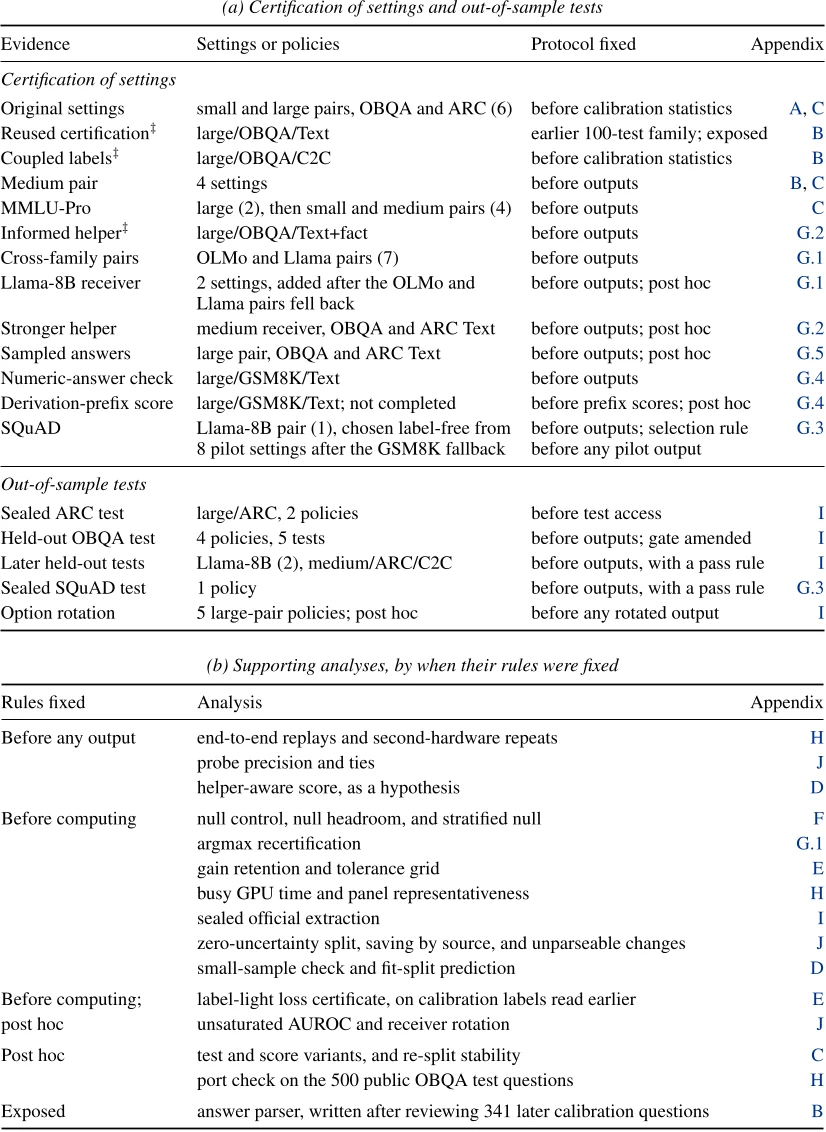 (a) Certification of settings and out-of-sample tests
Evidence Settings or policies Protocol fixed Appendix
Certification of settings
Original settings small and large pairs, OBQA and ARC (6) before calibration statistics A, C
Reused certification‡ large/OBQA/Text earlier 100-test family; exposed B
Coupled labels‡ large/OBQA/C2C before calibration statistics B
Medium pair 4 settings before outputs B, C
MMLU-Pro large (2), then small and medium pairs (4) before outputs C
Informed helper‡ large/OBQA/Text+fact before outputs G.2
Cross-family pairs OLMo and Llama pairs (7) before outputs G.1
Llama-8B receiver 2 settings, added after the OLMo and before outputs; post hoc G.1
Llama pairs fell back
Stronger helper medium receiver, OBQA and ARC Text before outputs; post hoc G.2
Sampled answers large pair, OBQA and ARC Text before outputs; post hoc G.5
Numeric-answer check large/GSM8K/Text before outputs G.4
Derivation-prefix score large/GSM8K/Text; not completed before prefix scores; post hoc G.4
SQuAD Llama-8B pair (1), chosen label-free from before outputs; selection rule G.3
8 pilot settings after the GSM8K fallback before any pilot output
Out-of-sample tests
Sealed ARC test large/ARC, 2 policies before test access I
Held-out OBQA test 4 policies, 5 tests before outputs; gate amended I
Later held-out tests Llama-8B (2), medium/ARC/C2C before outputs, with a pass rule I
Sealed SQuAD test 1 policy before outputs, with a pass rule G.3
Option rotation 5 large-pair policies; post hoc before any rotated output I
(b) Supporting analyses, by when their rules were fixed
Rules fixed Analysis Appendix
Before any output end-to-end replays and second-hardware repeats H
probe precision and ties J
helper-aware score, as a hypothesis D
Before computing null control, null headroom, and stratified null F
argmax recertification G.1
gain retention and tolerance grid E
busy GPU time and panel representativeness H
sealed official extraction I
zero-uncertainty split, saving by source, and unparseable changes J
small-sample check and fit-split prediction D
Before computing; label-light loss certificate, on calibration labels read earlier E
post hoc unsaturated AUROC and receiver rotation J
Post hoc test and score variants, and re-split stability C
port check on the 500 public OBQA test questions H
Exposed answer parser, written after reviewing 341 later calibration questions B